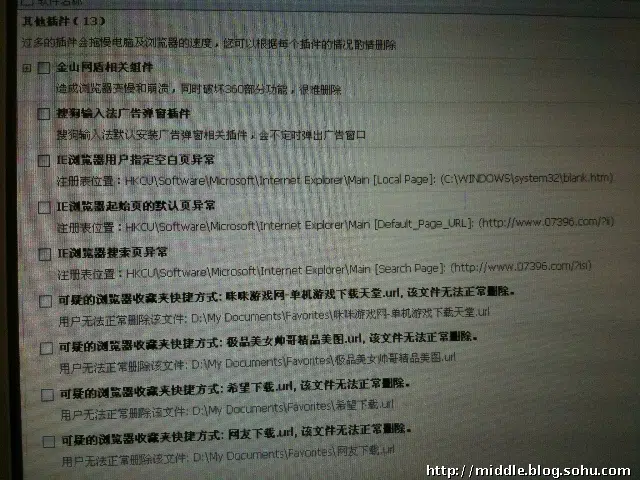 软件名称
其他插件（13）
过多的插件会拖慢电脑及浏览器的速度，您可以根据每个插件的情况酌情删除
金山网盾相关组件
造成浏览器变慢和崩溃，同时破坏360部分功能，很难删除
搜狗输入法广告弹窗插件
搜狗输入法默认安装广告弹窗相关插件，会不定时弹出广告窗口
IE浏览器用户指定空白页异常
注册表位置：HKCU\Software\Microsoft\Internet Explorer\Main [Local Page]: (C:\WINDOWS\system32\blank.htm)
IE浏览器起始页的默认页异常
注册表位置：HKCU\Software\Microsoft\Internet Explorer\Main [Default_Page_URL]: (http://www.07396.com/?ii)
IE浏览器搜索页异常
注册表位置：HKCU\Software\Microsoft\Internet Explorer\Main [Search Page]: (http://www.07396.com/?isi)
可疑的浏览器收藏夹快捷方式: 咪咪游戏网-单机游戏下载天堂.url, 该文件无法正常删除。
用户无法正常删除该文件: D:\My Documents\Favorites\咪咪游戏网-单机游戏下载天堂.url
可疑的浏览器收藏夹快捷方式: 极品美女帅哥精品美图.url, 该文件无法正常删除。
用户无法正常删除该文件: D:\My Documents\Favorites\极品美女帅哥精品美图.url
可疑的浏览器收藏夹快捷方式: 希望下载.url, 该文件无法正常删除。
用户无法正常删除该文件: D:\My Documents\Favorites\希望下载.url
可疑的浏览器收藏夹快捷方式: 网友下载.url, 该文件无法正常删除。
用户无法正常删除该文件: D:\My Documents\Favorites\网友下载.url
http://middle.blog.sohu.com